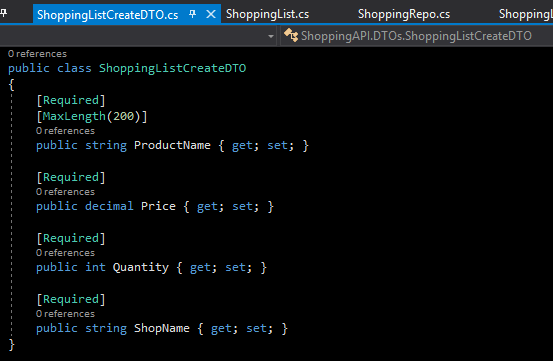 ShoppingListCreateDTO.cs
ShoppingList.cs
ShoppingRepo.cs
ShoppingL
ShoppingAPI.DTOs.ShoppingListCreateDTO
0 references
public class ShoppingListCreateDTO
{
[Required]
[MaxLength(200)]
0 references
public string ProductName { get; set; }
[Required]
0 references
public decimal Price { get; set; }
[Required]
0 references
public int Quantity { get; set; }
[Required]
0 references
public string ShopName { get; set; }
}